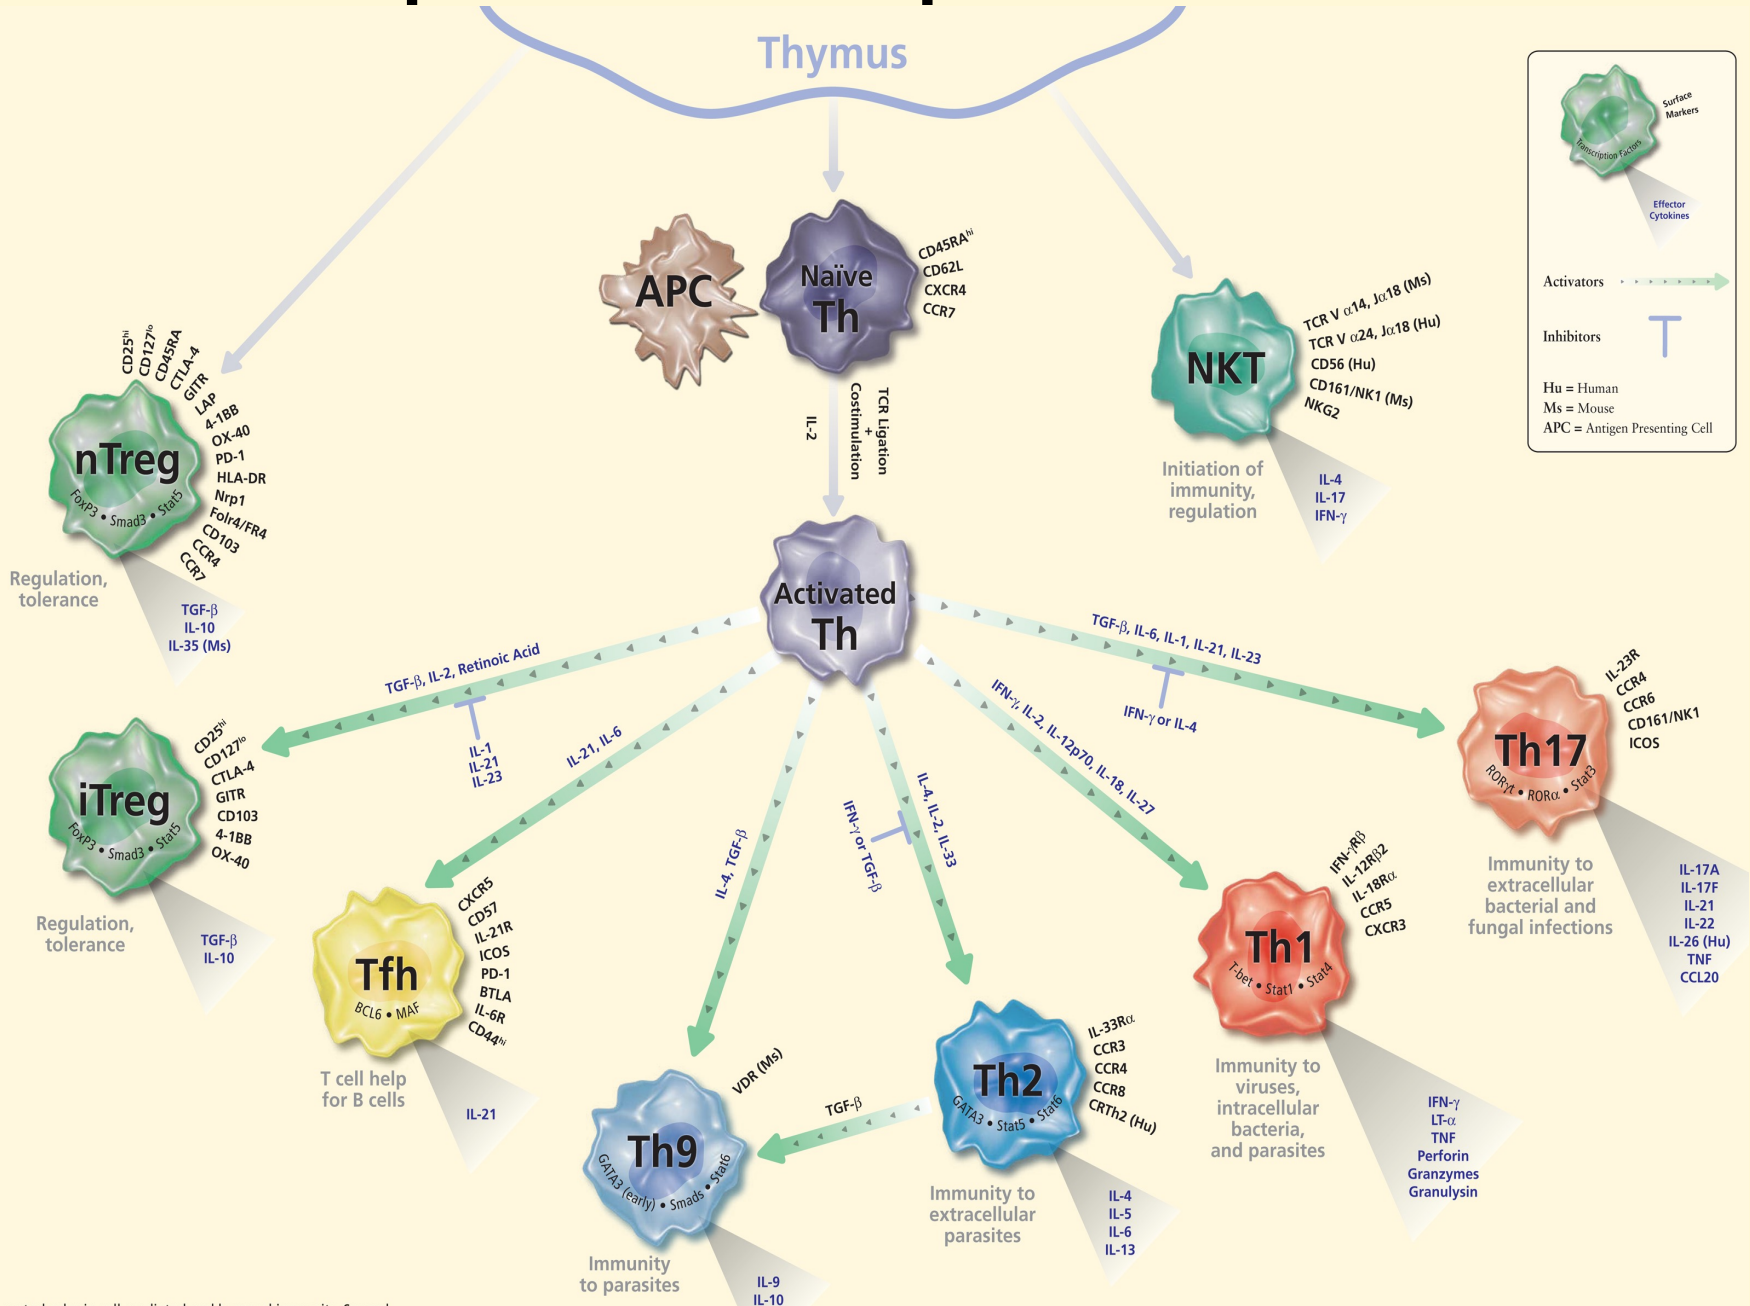 Thymus
Surface
Markers
Transcription Factors
Effector
Cytokines
Activators
Inhibitors
Hu = Human
Ms = Mouse
APC = Antigen Presenting Cell
APC
Naïve
Th
CD45RAhi
CD62L
CXCR4
CCR7
IL-2
TCR Ligation
+
Costimulation
NKT
TCR V α14, Jα18 (Ms)
TCR V α24, Jα18 (Hu)
CD56 (Hu)
CD161/NK1 (Ms)
NKG2
Initiation of
immunity,
regulation
IL-4
IL-17
IFN-γ
nTreg
FoxP3 • Smad3 • Stat5
CD25hi
CD127lo
CD45RA
CTLA-4
GITR
LAP
4-1BB
OX-40
PD-1
HLA-DR
Nrp1
Folr4/FR4
CD103
CCR4
CCR7
Regulation,
tolerance
TGF-β
IL-10
IL-35 (Ms)
Activated
Th
TGF-β, IL-2, Retinoic Acid
IL-1
IL-21
IL-23
IL-21, IL-6
IL-4, TGF-β
IFN-γ or TGF-β
IL-4, IL-2, IL-33
IFN-γ, IL-2, IL-12p70, IL-18, IL-27
TGF-β, IL-6, IL-1, IL-21, IL-23
IFN-γ or IL-4
iTreg
FoxP3 • Smad3 • Stat5
CD25hi
CD127lo
CTLA-4
GITR
CD103
4-1BB
OX-40
Regulation,
tolerance
TGF-β
IL-10
Tfh
BCL6 • MAF
CXCR5
CD57
IL-21R
ICOS
PD-1
BTLA
IL-6R
CD44hi
T cell help
for B cells
IL-21
Th9
GATA3 (early) • Smads • Stat6
VDR (Ms)
Immunity
to parasites
IL-9
IL-10
TGF-β
Th2
GATA3 • Stat5 • Stat6
IL-33Rα
CCR3
CCR4
CCR8
CRTh2 (Hu)
Immunity to
extracellular
parasites
IL-4
IL-5
IL-6
IL-13
Th1
T-bet • Stat1 • Stat4
IFN-γRβ
IL-12Rβ2
IL-18Rα
CCR5
CXCR3
Immunity to
viruses,
intracellular
bacteria,
and parasites
IFN-γ
LT-α
TNF
Perforin
Granzymes
Granulysin
Th17
RORγt • RORα • Stat3
IL-23R
CCR4
CCR6
CD161/NK1
ICOS
Immunity to
extracellular
bacterial and
fungal infections
IL-17A
IL-17F
IL-21
IL-22
IL-26 (Hu)
TNF
CCL20